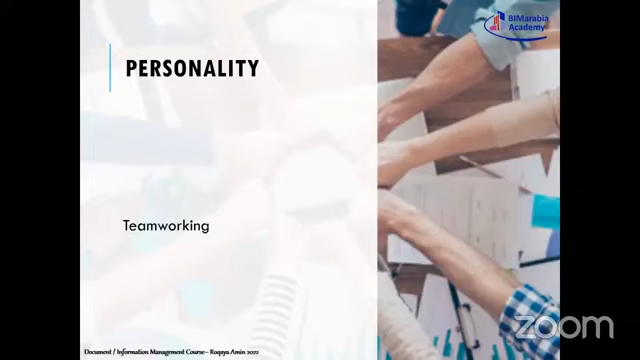 BIMarabia
Academy
PERSONALITY
Teamworking
Document / Information Management Course– Roqaya Amin 2022
zoom